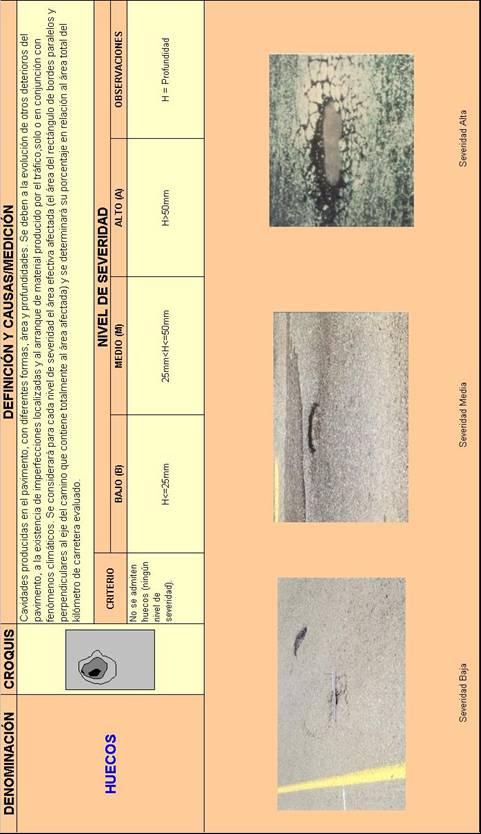 DENOMINACIÓN CROQUIS DEFINICIÓN Y CAUSAS/MEDICIÓN
HUECOS
Cavidades producidas en el pavimento, con diferentes formas, área y profundidades. Se deben a la evolución de otros deterioros del
pavimento, a la existencia de imperfecciones localizadas y al arranque de material producido por el tráfico,solo o en conjunción con
fenómenos climáticos. Se considerará para cada nivel de severidad el área efectiva afectada (el área del rectángulo de bordes paralelos y
perpendiculares al eje del camino que contiene totalmente al área afectada) y se determinará su porcentaje en relación al área total del
kilómetro de carretera evaluado.
CRITERIO NIVEL DE SEVERIDAD
BAJO (B) MEDIO (M) ALTO (A) OBSERVACIONES
No se admiten
huecos (ningún
nivel de
severidad).
H<=25mm 25mm<H<=50mm H>50mm H = Profundidad
Severidad Baja Severidad Media Severidad Alta